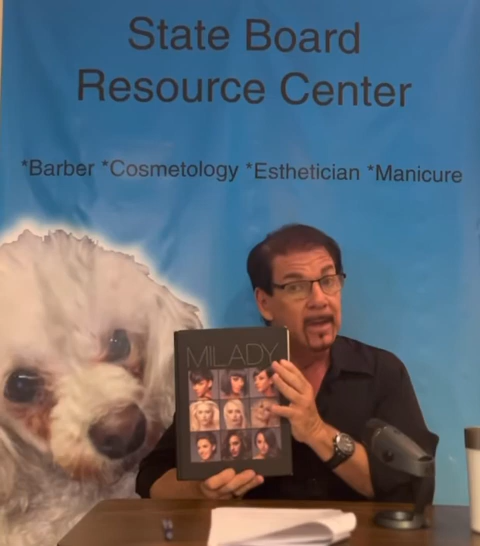 State Board
Resource Center
*Barber *Cosmetology *Esthetician *Manicure
MILADY